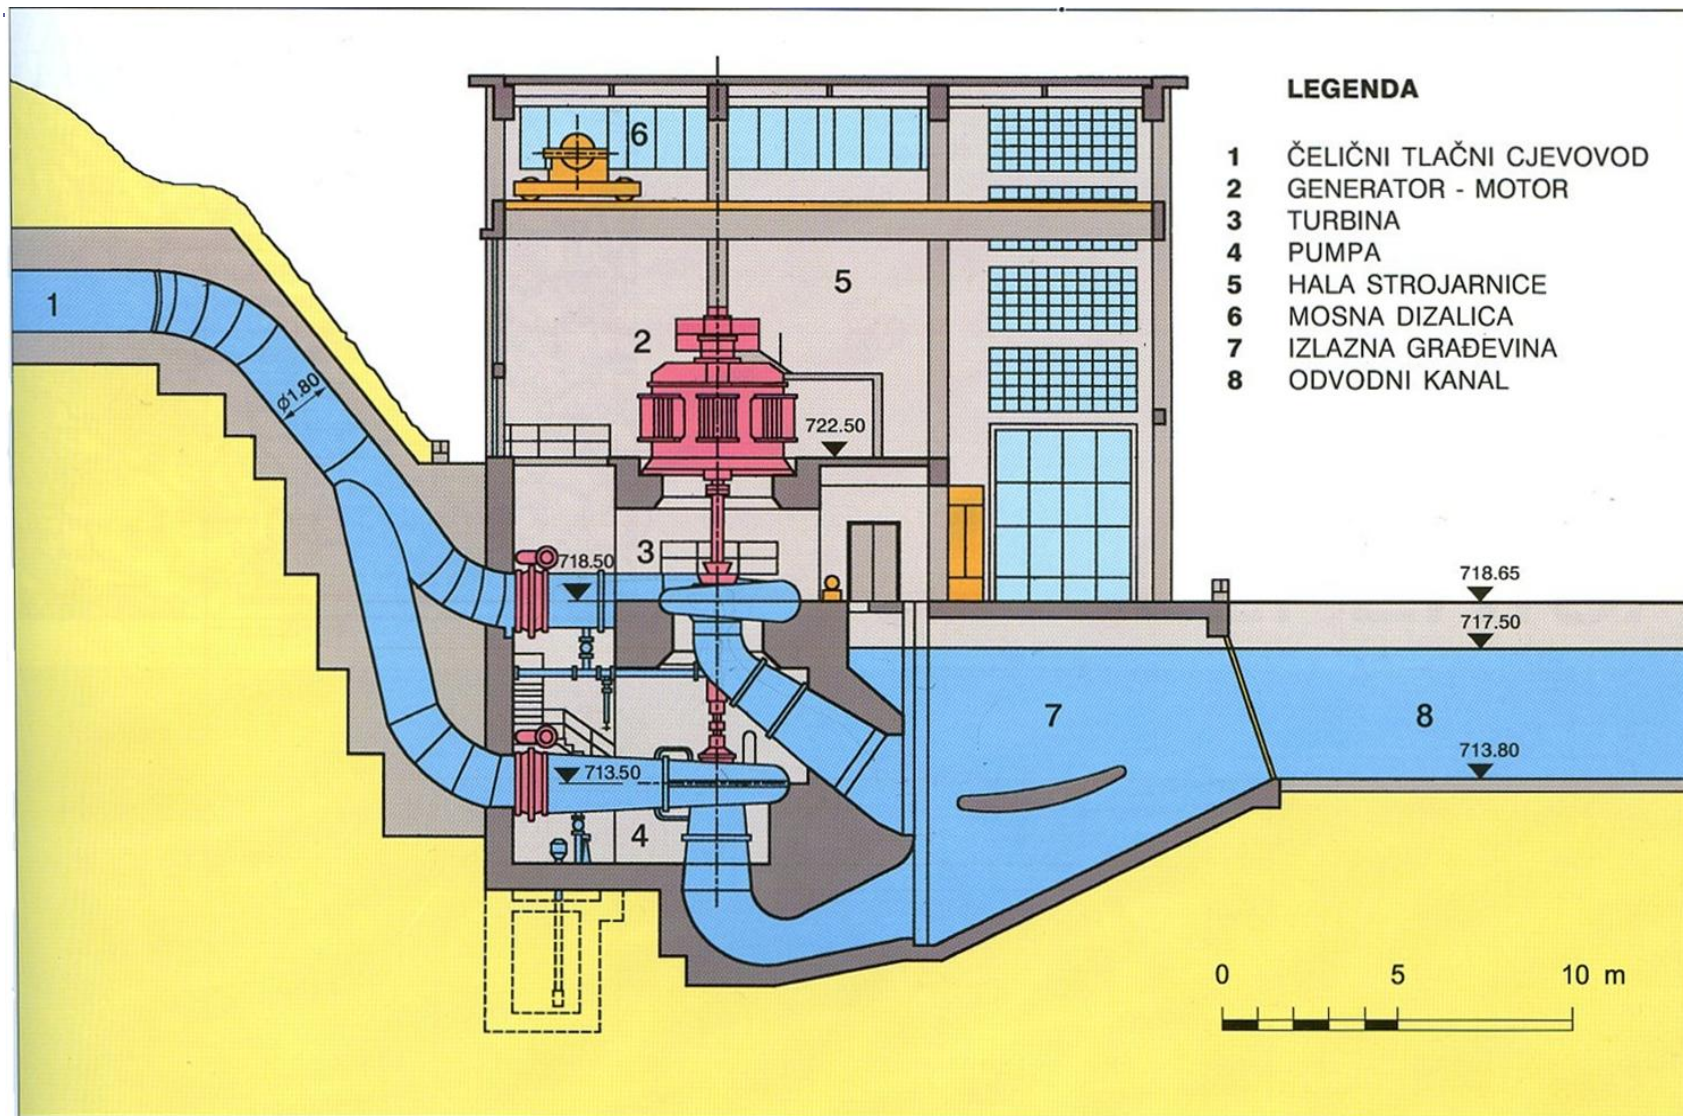 LEGENDA
1 ČELIČNI TLAČNI CJEVOVOD
2 GENERATOR - MOTOR
3 TURBINA
4 PUMPA
5 HALA STROJARNICE
6 MOSNA DIZALICA
7 IZLAZNA GRAĐEVINA
8 ODVODNI KANAL
6
5
1
2
Ø1.80
722.50
3
718.50
718.65
717.50
7
8
713.80
713.50
4
0 5 10 m